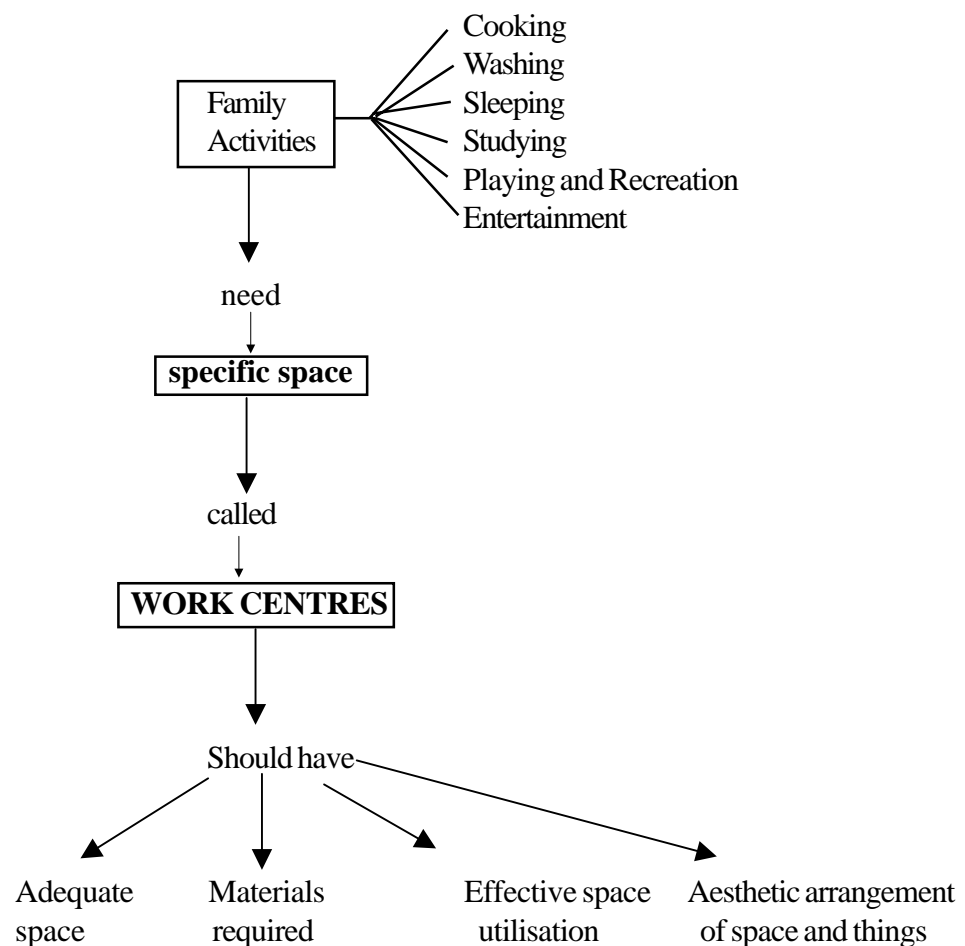 Family
Activities
Cooking
Washing
Sleeping
Studying
Playing and Recreation
Entertainment
need
specific space
called
WORK CENTRES
Should have
Adequate
space
Materials
required
Effective space
utilisation
Aesthetic arrangement
of space and things